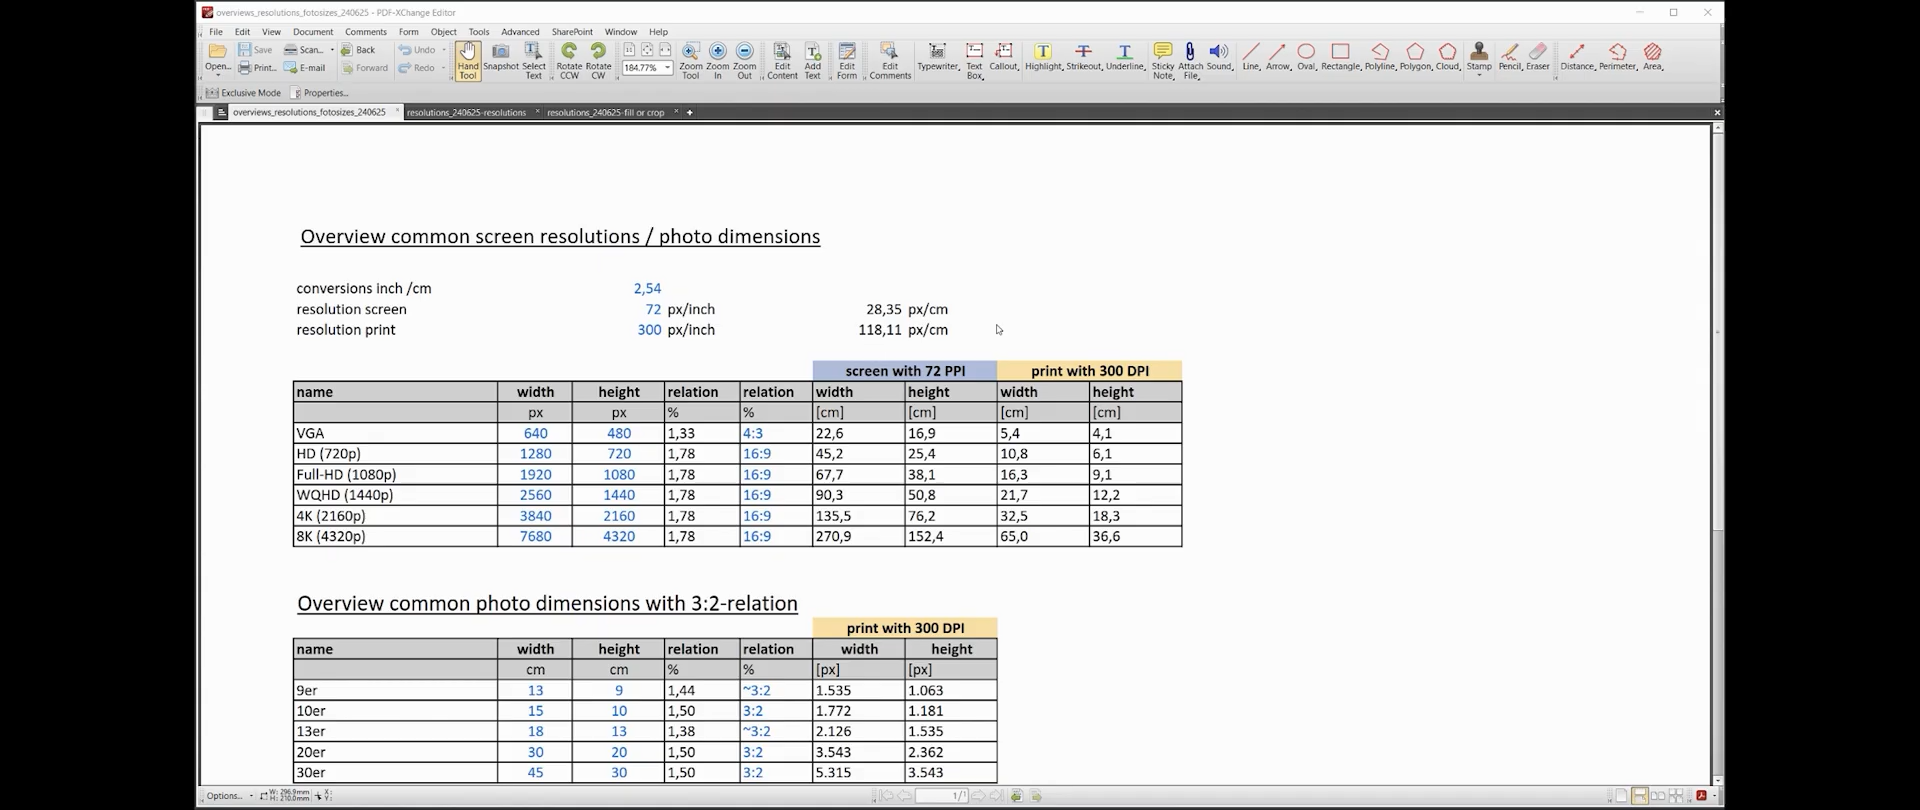 overviews_resolutions_fotosizes_240625 - PDF-XChange Editor
File Edit View Document Comments Form Object Tools Advanced SharePoint Window Help
Open... Save Scan... Back Undo Hand Tool Snapshot Select Text Rotate CCW Rotate CW 184.77% Zoom Tool Zoom In Zoom Out Edit Content Add Text Edit Form Edit Comments Typewriter, Text Box, Callout, Highlight, Strikeout, Underline, Sticky Note, Attach File, Sound, Line, Arrow, Oval, Rectangle, Polyline, Polygon, Cloud, Stamp Pencil, Eraser Distance, Perimeter, Area,
Print... E-mail Forward Redo
Exclusive Mode Properties...
overviews_resolutions_fotosizes_240625 resolutions_240625-resolutions resolutions_240625-fill or crop
Overview common screen resolutions / photo dimensions
conversions inch /cm 2,54
resolution screen 72 px/inch 28,35 px/cm
resolution print 300 px/inch 118,11 px/cm
screen with 72 PPI print with 300 DPI
name width height relation relation width height width height
px px % % [cm] [cm] [cm] [cm]
VGA 640 480 1,33 4:3 22,6 16,9 5,4 4,1
HD (720p) 1280 720 1,78 16:9 45,2 25,4 10,8 6,1
Full-HD (1080p) 1920 1080 1,78 16:9 67,7 38,1 16,3 9,1
WQHD (1440p) 2560 1440 1,78 16:9 90,3 50,8 21,7 12,2
4K (2160p) 3840 2160 1,78 16:9 135,5 76,2 32,5 18,3
8K (4320p) 7680 4320 1,78 16:9 270,9 152,4 65,0 36,6
Overview common photo dimensions with 3:2-relation
print with 300 DPI
name width height relation relation width height
cm cm % % [px] [px]
9er 13 9 1,44 ~3:2 1.535 1.063
10er 15 10 1,50 3:2 1.772 1.181
13er 18 13 1,38 ~3:2 2.126 1.535
20er 30 20 1,50 3:2 3.543 2.362
30er 45 30 1,50 3:2 5.315 3.543
Options... W: 296.9mm X:
H: 210.0mm Y:
1/1